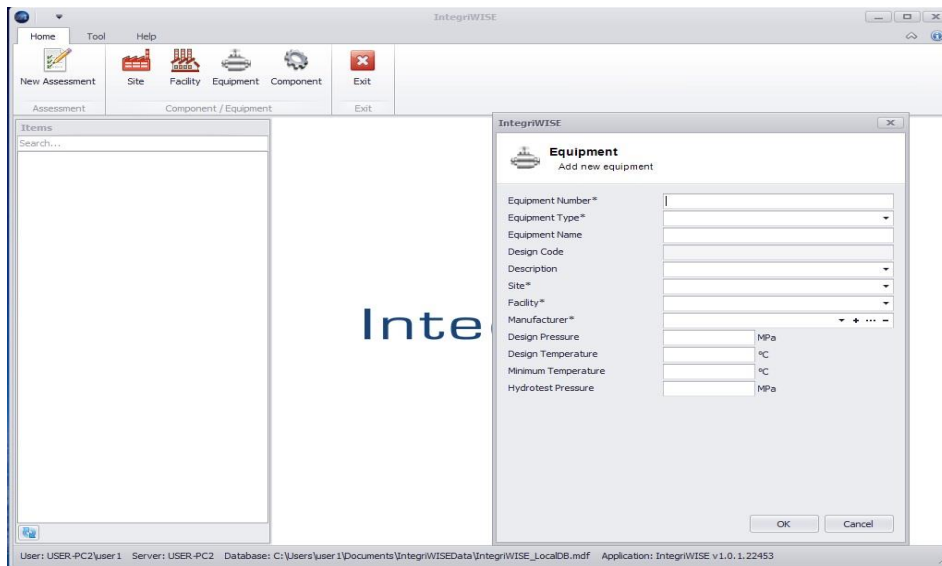 IntegriWISE
Home Tool Help
New Assessment Site Facility Equipment Component Exit
Assessment Component / Equipment Exit
Items
Search...
Inte
IntegriWISE
Equipment
Add new equipment
Equipment Number*
Equipment Type*
Equipment Name
Design Code
Description
Site*
Facility*
Manufacturer*
Design Pressure MPa
Design Temperature °C
Minimum Temperature °C
Hydrotest Pressure MPa
OK Cancel
User: USER-PC2\user1 Server: USER-PC2 Database: C:\Users\user1\Documents\IntegriWISEData\IntegriWISE_LocalDB.mdf Application: IntegriWISE v1.0.1.22453